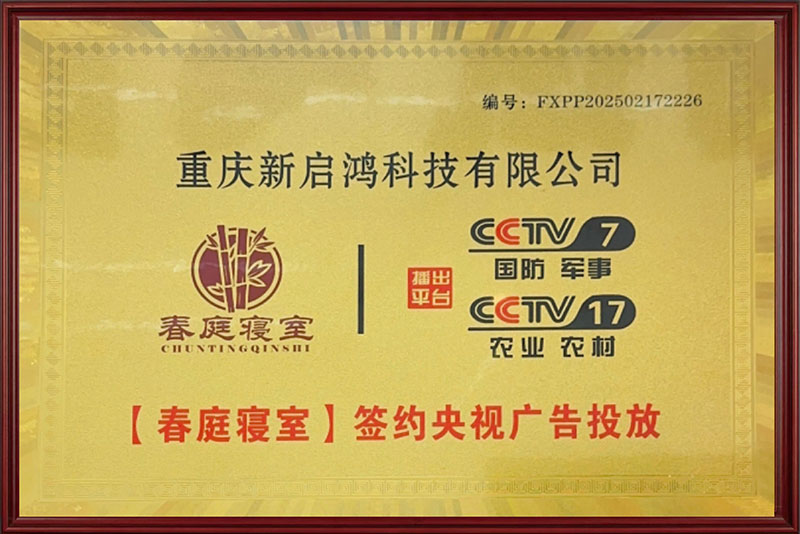 编号：FXPP202502172226
重庆新启鸿科技有限公司
春庭寝室
CHUNTINGQINSHI
播出
本台
CCTV 7
国防 军事
CCTV 17
农业 农村
【春庭寝室】签约央视广告投放